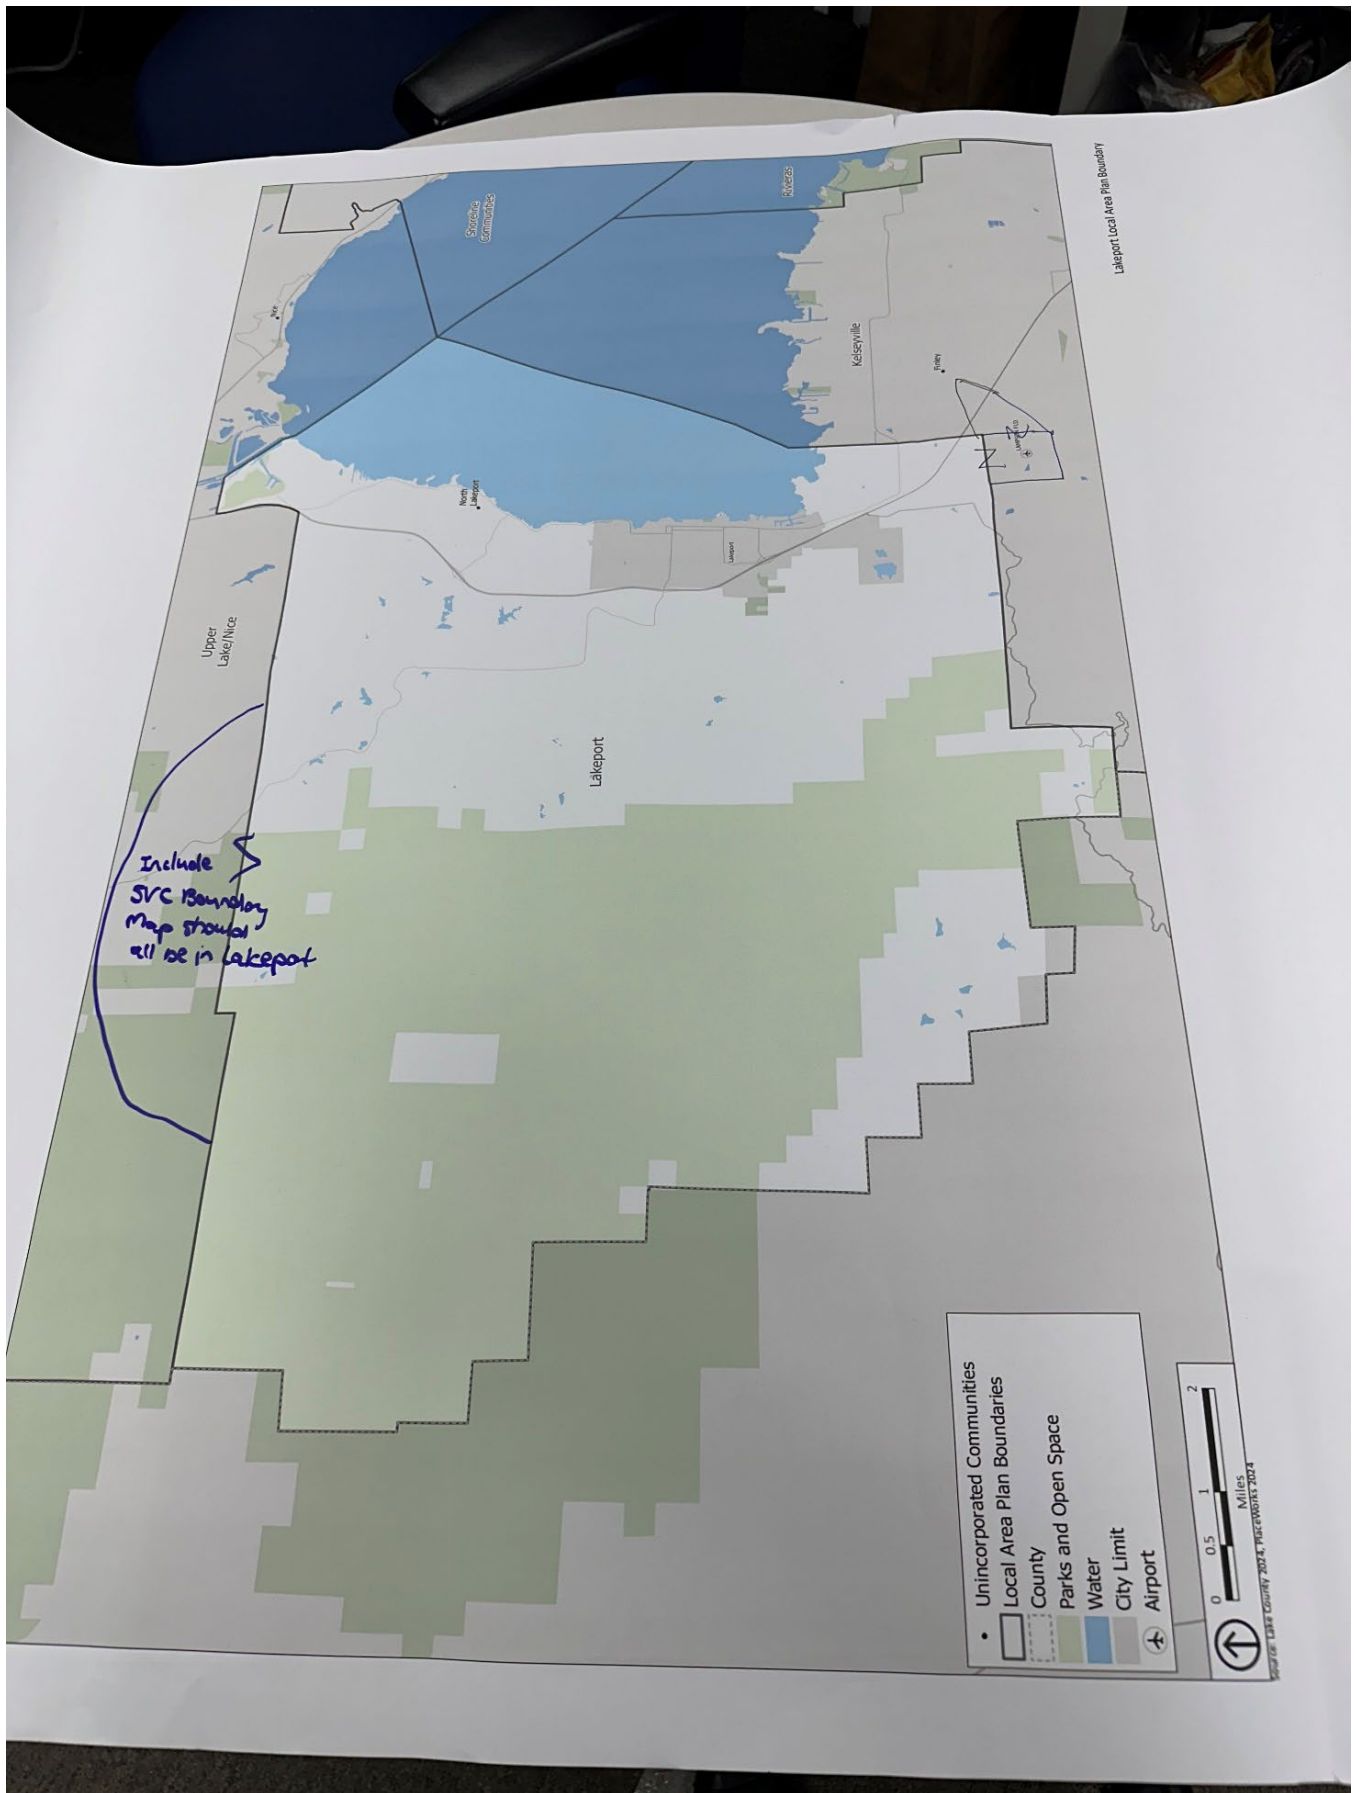 Lakeport Local Area Plan Boundary
Shoreline
Communities
Rivieras
Nice
Kelseyville
Finley
North
Lakeport
Lakeport
Upper
Lake/Nice
Lakeport
Include
SVC Boundary
Map should
all be in Lakeport
Unincorporated Communities
Local Area Plan Boundaries
County
Parks and Open Space
Water
City Limit
Airport
0 0.5 1 2
Miles
Source: Lake County 2024, PlaceWorks 2024